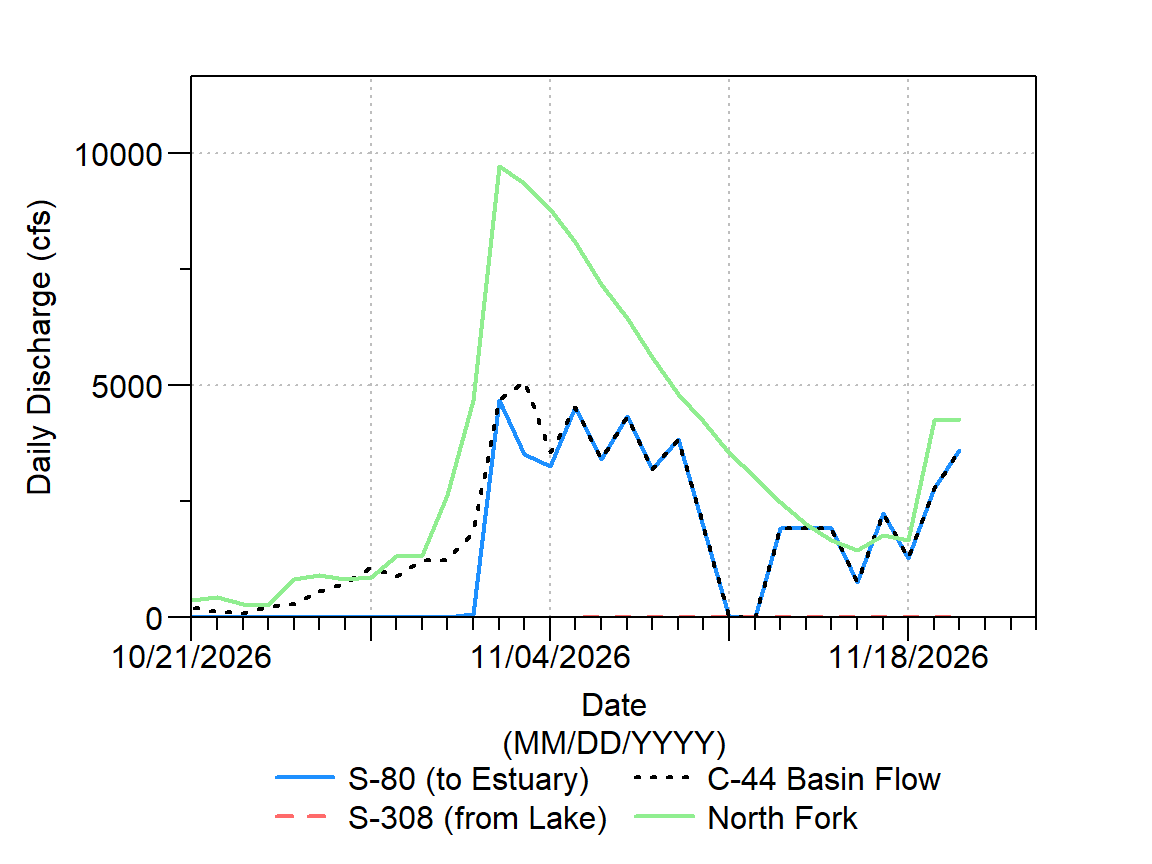 Daily Discharge (cfs)
10000
5000
0
10/21/2026 11/04/2026 11/18/2026
Date
(MM/DD/YYYY)
S-80 (to Estuary) C-44 Basin Flow
S-308 (from Lake) North Fork